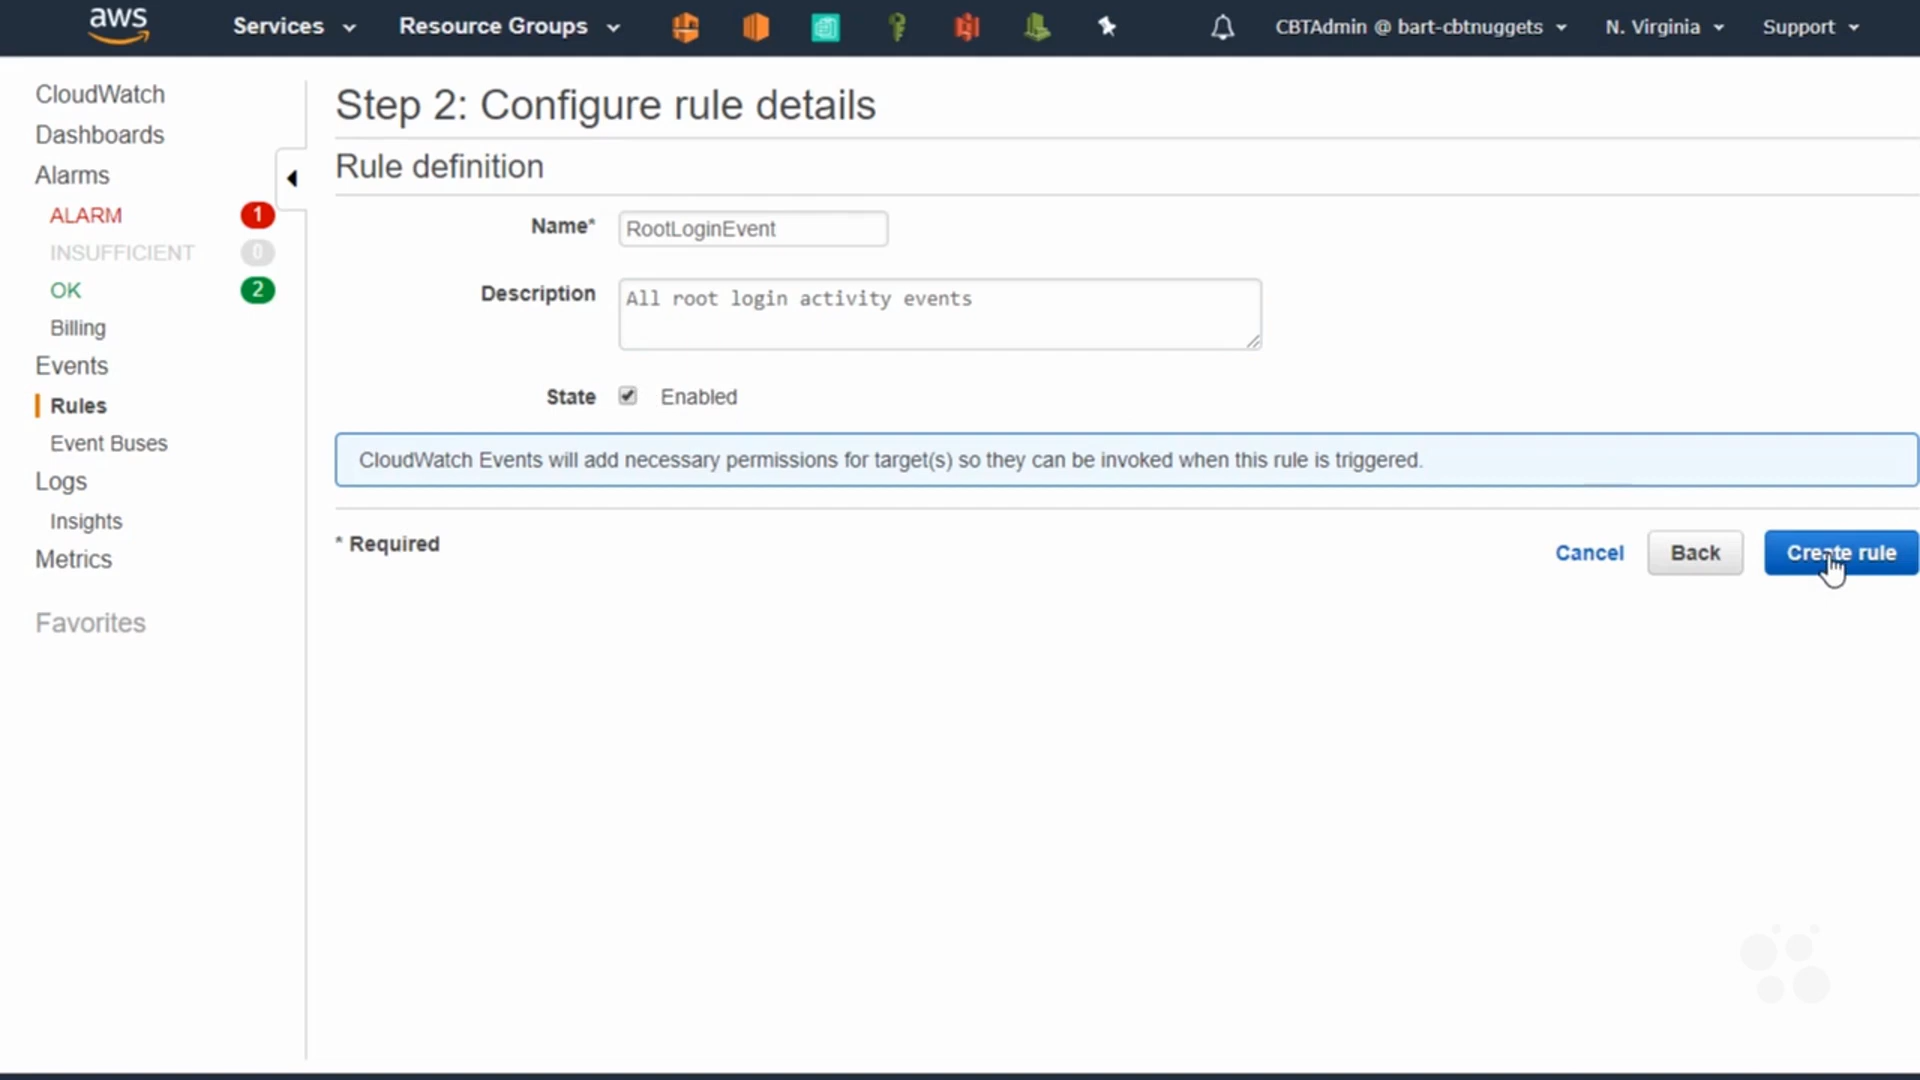 aws Services Resource Groups CBTAdmin @ bart-cbtnuggets N. Virginia Support
CloudWatch
Dashboards
Alarms
ALARM 1
INSUFFICIENT 0
OK 2
Billing
Events
Rules
Event Buses
Logs
Insights
Metrics
Favorites
Step 2: Configure rule details
Rule definition
Name* RootLoginEvent
Description All root login activity events
State Enabled
CloudWatch Events will add necessary permissions for target(s) so they can be invoked when this rule is triggered.
* Required Cancel Back Create rule